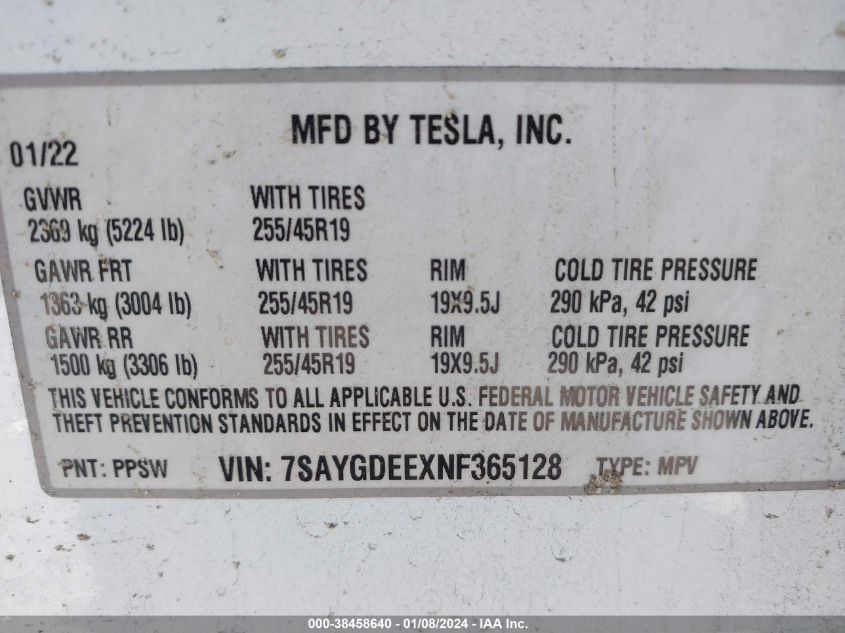 MFD BY TESLA, INC.
01/22
GVWR WITH TIRES
2369 kg (5224 lb) 255/45R19
GAWR FRT WITH TIRES RIM COLD TIRE PRESSURE
1363 kg (3004 lb) 255/45R19 19X9.5J 290 kPa, 42 psi
GAWR RR WITH TIRES RIM COLD TIRE PRESSURE
1500 kg (3306 lb) 255/45R19 19X9.5J 290 kPa, 42 psi
THIS VEHICLE CONFORMS TO ALL APPLICABLE U.S. FEDERAL MOTOR VEHICLE SAFETY AND
THEFT PREVENTION STANDARDS IN EFFECT ON THE DATE OF MANUFACTURE SHOWN ABOVE.
PNT: PPSW VIN: 7SAYGDEEXNF365128 TYPE: MPV
000-38458640 - 01/08/2024 - IAA Inc.